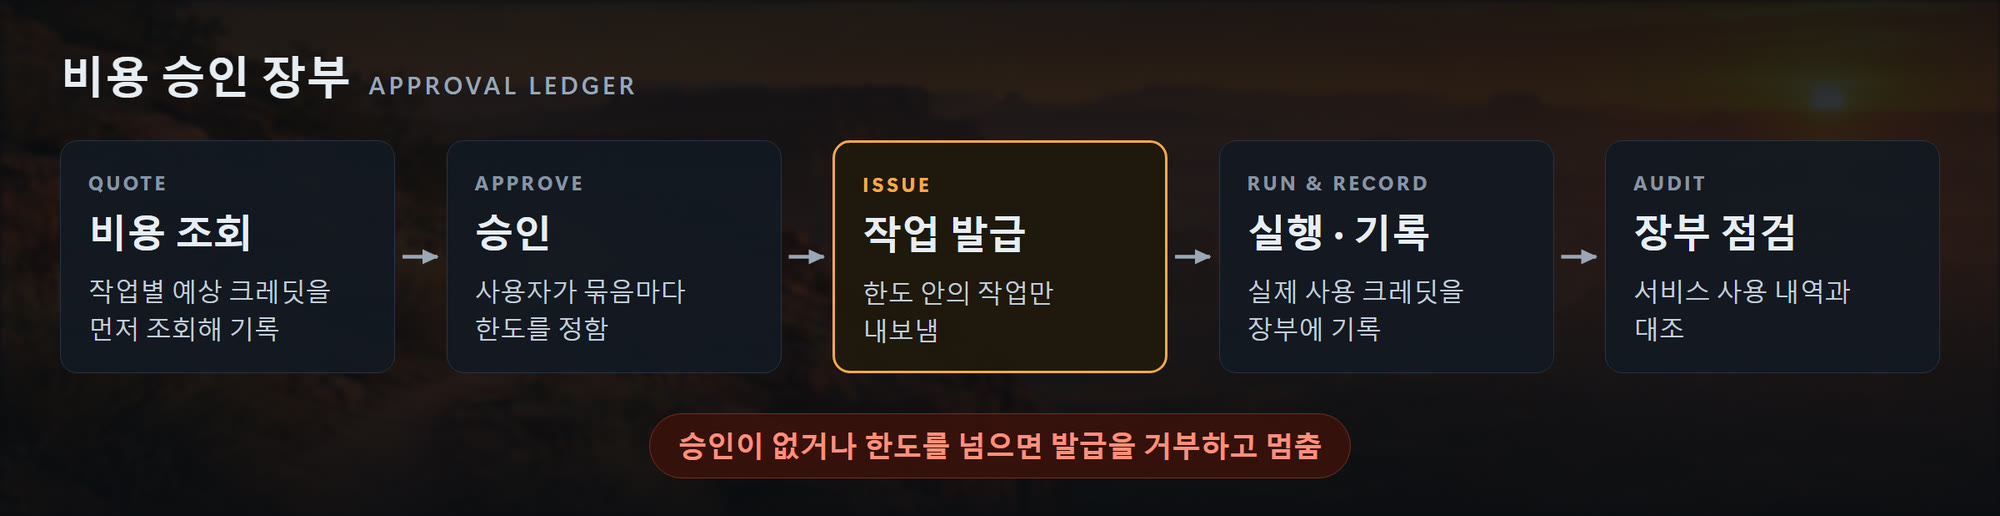 비용 승인 장부 APPROVAL LEDGER
QUOTE
비용 조회
작업별 예상 크레딧을
먼저 조회해 기록
APPROVE
승인
사용자가 묶음마다
한도를 정함
ISSUE
작업 발급
한도 안의 작업만
내보냄
RUN & RECORD
실행 · 기록
실제 사용 크레딧을
장부에 기록
AUDIT
장부 점검
서비스 사용 내역과
대조
승인이 없거나 한도를 넘으면 발급을 거부하고 멈춤